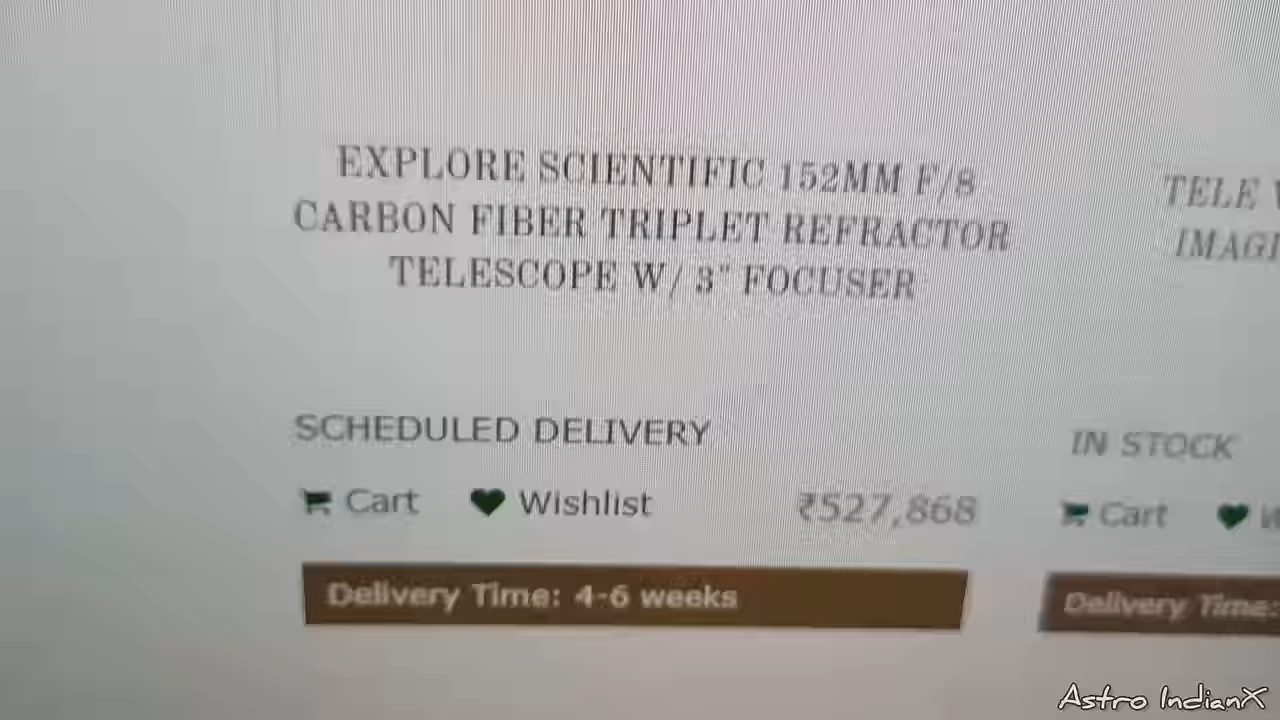 EXPLORE SCIENTIFIC 152MM F/8
CARBON FIBER TRIPLET REFRACTOR
TELESCOPE W/ 3" FOCUSER
SCHEDULED DELIVERY
Cart Wishlist ₹527,868
Delivery Time: 4-6 weeks
TELE
IN STOCK
Cart
Delivery Time:
Astro IndianX